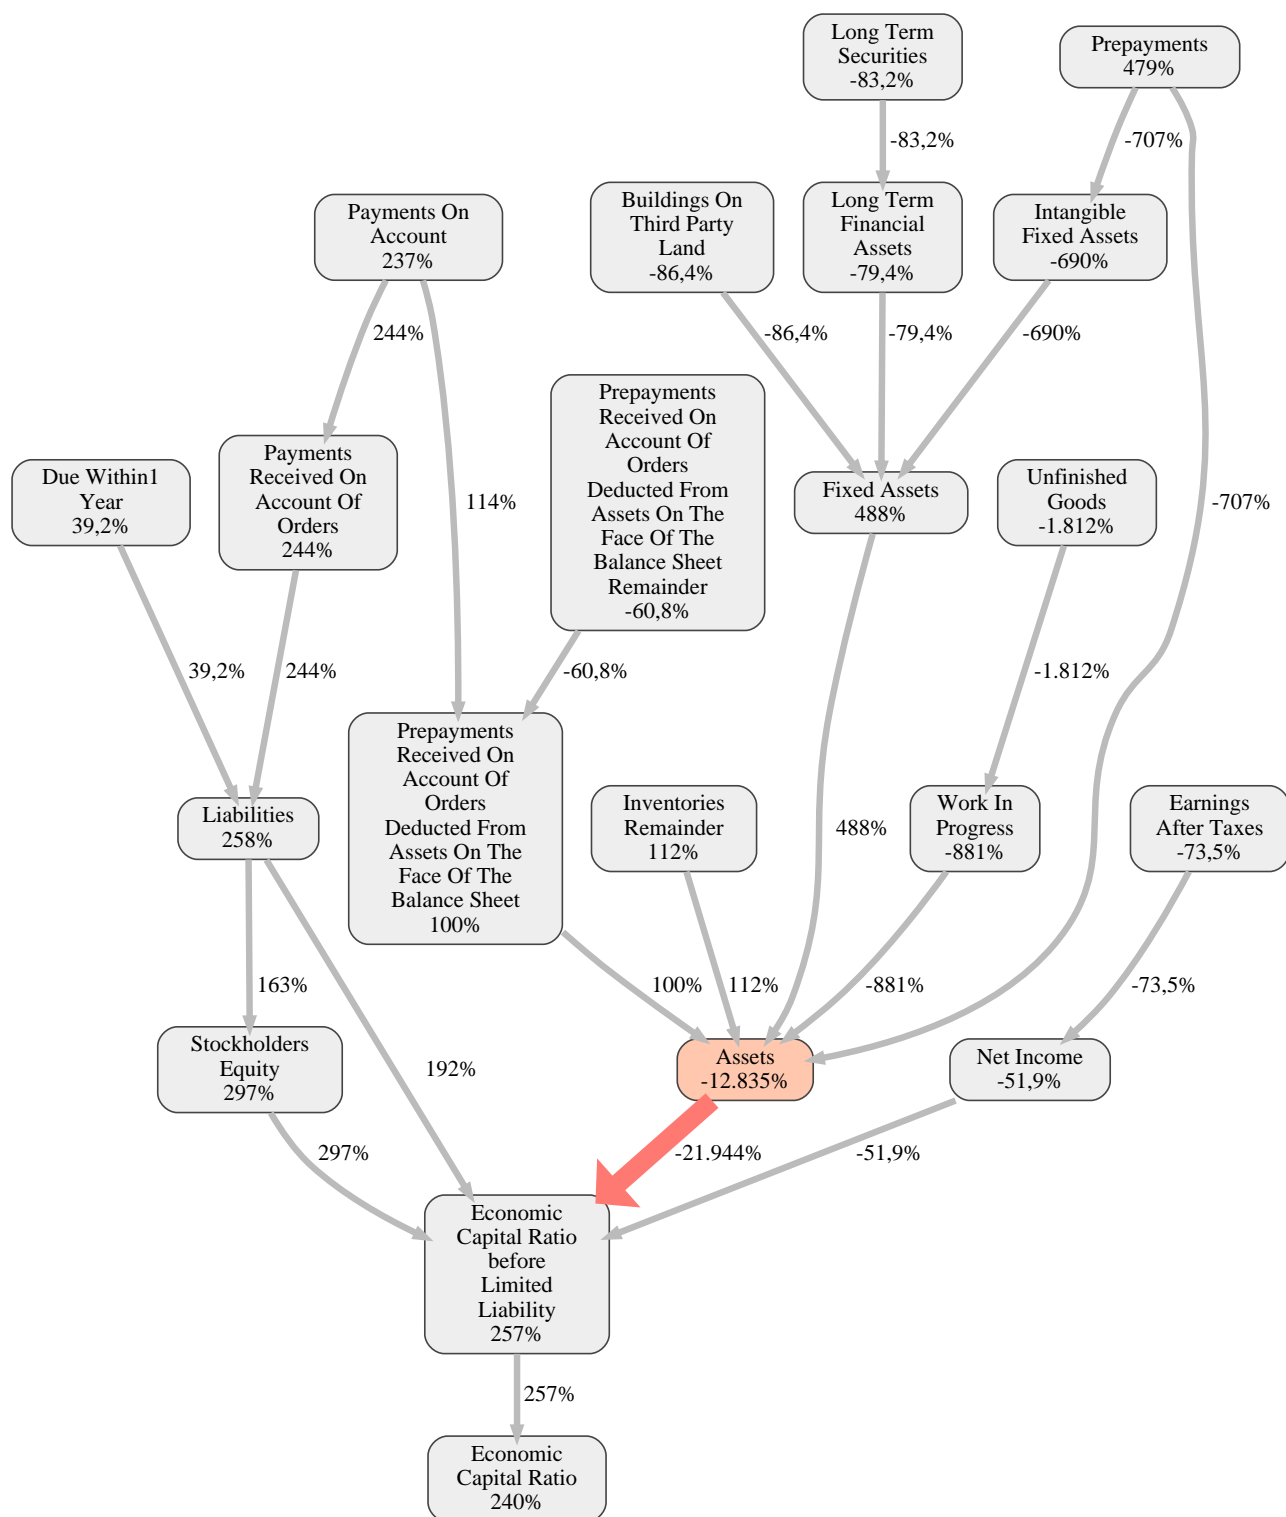 Long Term
Securities
-83,2%
Prepayments
479%
-83,2%
-707%
Payments On
Account
237%
Buildings On
Third Party
Land
-86,4%
Long Term
Financial
Assets
-79,4%
Intangible
Fixed Assets
-690%
244%
-86,4%
-79,4%
-690%
Prepayments
Received On
Account Of
Orders
Deducted From
Assets On The
Face Of The
Balance Sheet
Remainder
-60,8%
Due Within1
Year
39,2%
Payments
Received On
Account Of
Orders
244%
114%
Fixed Assets
488%
Unfinished
Goods
-1.812%
-707%
39,2%
244%
-60,8%
-1.812%
Prepayments
Received On
Account Of
Orders
Deducted From
Assets On The
Face Of The
Balance Sheet
100%
Liabilities
258%
Inventories
Remainder
112%
488%
Work In
Progress
-881%
Earnings
After Taxes
-73,5%
163%
100%
112%
-881%
-73,5%
Stockholders
Equity
297%
192%
Assets
-12.835%
Net Income
-51,9%
297%
-21.944%
-51,9%
Economic
Capital Ratio
before
Limited
Liability
257%
257%
Economic
Capital Ratio
240%